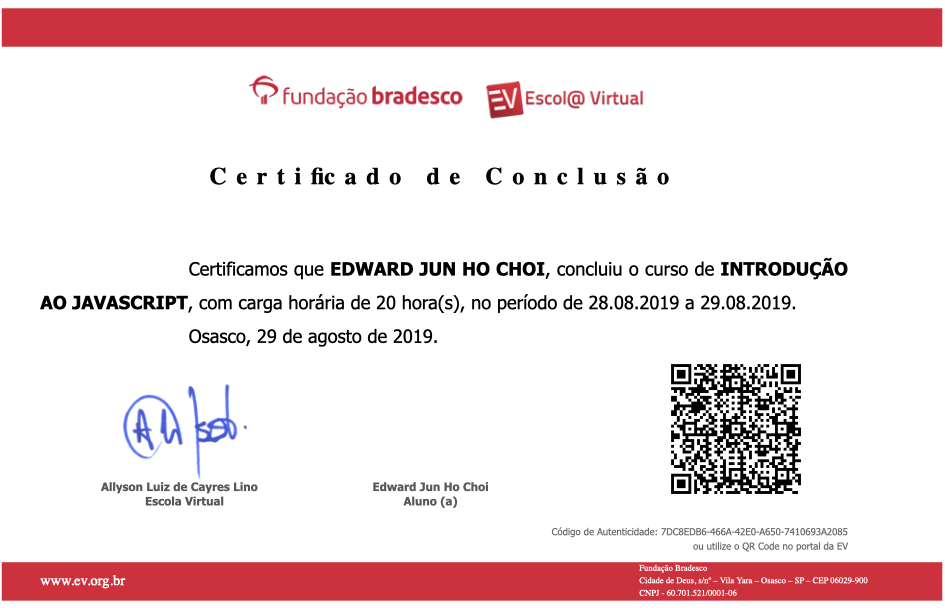 fundação bradesco EV Escol@ Virtual
Certificado de Conclusão
Certificamos que EDWARD JUN HO CHOI, concluiu o curso de INTRODUÇÃO
AO JAVASCRIPT, com carga horária de 20 hora(s), no período de 28.08.2019 a 29.08.2019.
Osasco, 29 de agosto de 2019.
Allyson Luiz de Cayres Lino
Escola Virtual
Edward Jun Ho Choi
Aluno (a)
Código de Autenticidade: 7DC8EDB6-466A-42E0-A650-7410693A2085
ou utilize o QR Code no portal da EV
www.ev.org.br
Fundação Bradesco
Cidade de Deus, s/nº – Vila Yara – Osasco – SP – CEP 06029-900
CNPJ - 60.701.521/0001-06